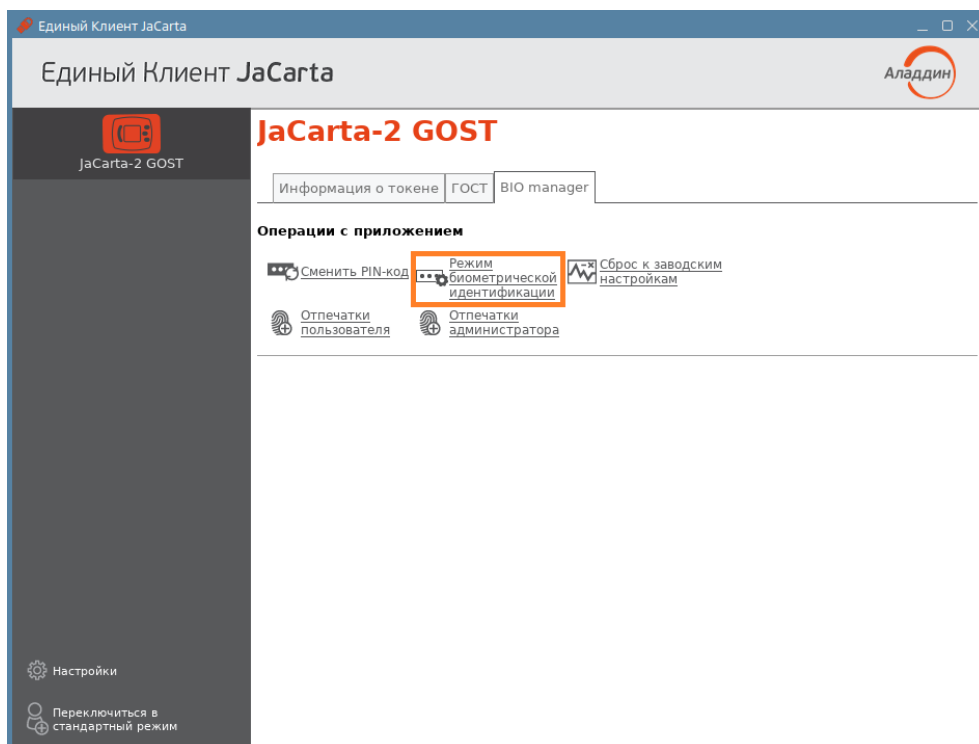 Единый Клиент JaCarta
Единый Клиент JaCarta
Аладдин
JaCarta-2 GOST
JaCarta-2 GOST
Информация о токене
ГОСТ
BIO manager
Операции с приложением
Сменить PIN-код
Режим
биометрической
идентификации
Сброс к заводским
настройкам
Отпечатки
пользователя
Отпечатки
администратора
Настройки
Переключиться в
стандартный режим